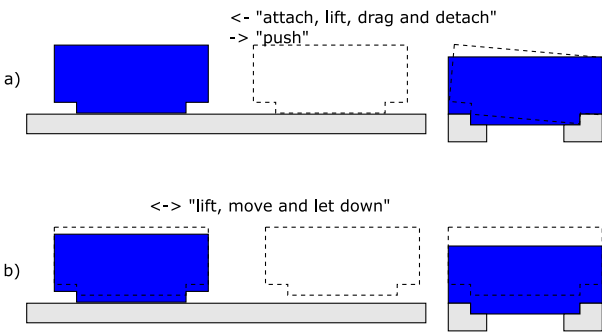 <- "attach, lift, drag and detach"
-> "push"
a)
<-> "lift, move and let down"
b)